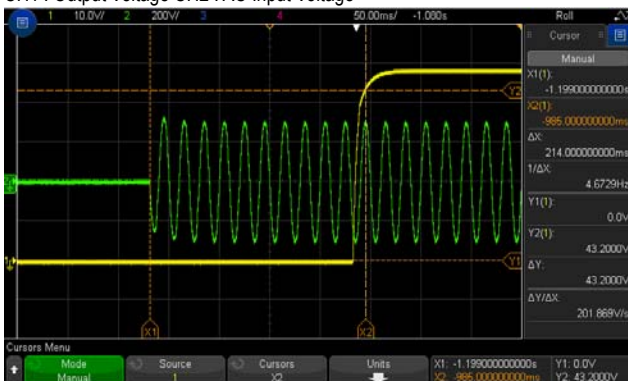 CH1 : Output Voltage CH2 : AC Input Voltage
1 10.0V/ 2 200V/ 3 4 50.00ms/ -1.000s Roll
Cursor
Manual
X1(1):
-1.199000000000s
X2(1):
-985.000000000ms
ΔX:
214.000000000ms
1/ΔX:
4.6729Hz
Y1(1):
0.0V
Y2(1):
43.2000V
ΔY:
43.2000V
ΔY/ΔX:
201.869V/s
Y2
Y1
X1 X2
Cursors Menu
Mode
Manual
Source
1
Cursors
X2
Units
X1: -1.199000000000s
X2: -985.000000000ms
Y1: 0.0V
Y2: 43.2000V